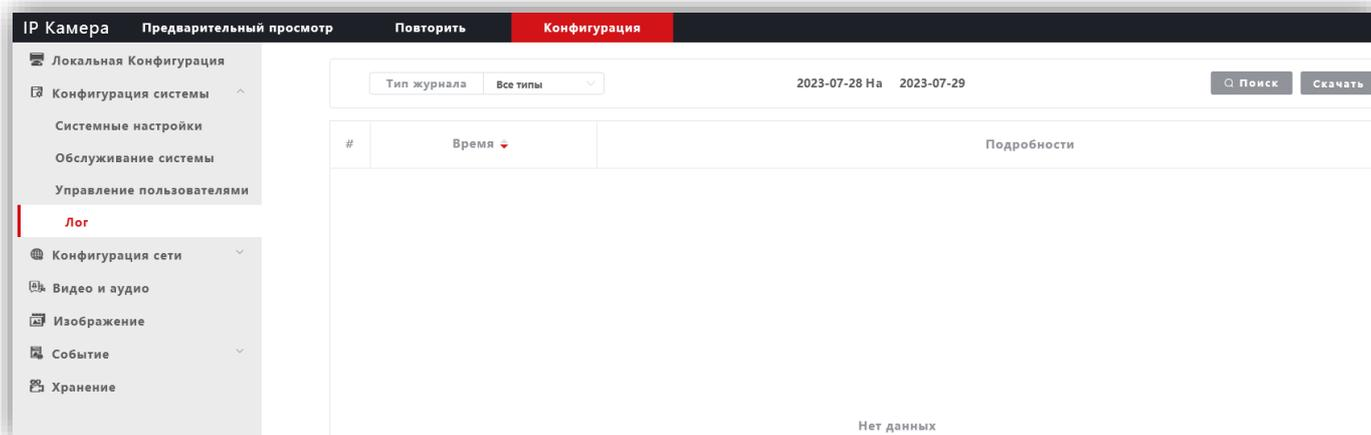 IP Камера Предварительный просмотр Повторить Конфигурация
Локальная Конфигурация
Конфигурация системы
Системные настройки
Обслуживание системы
Управление пользователями
Лог
Конфигурация сети
Видео и аудио
Изображение
Событие
Хранение
Тип журнала Все типы 2023-07-28 На 2023-07-29 Поиск Скачать
# Время Подробности
Нет данных